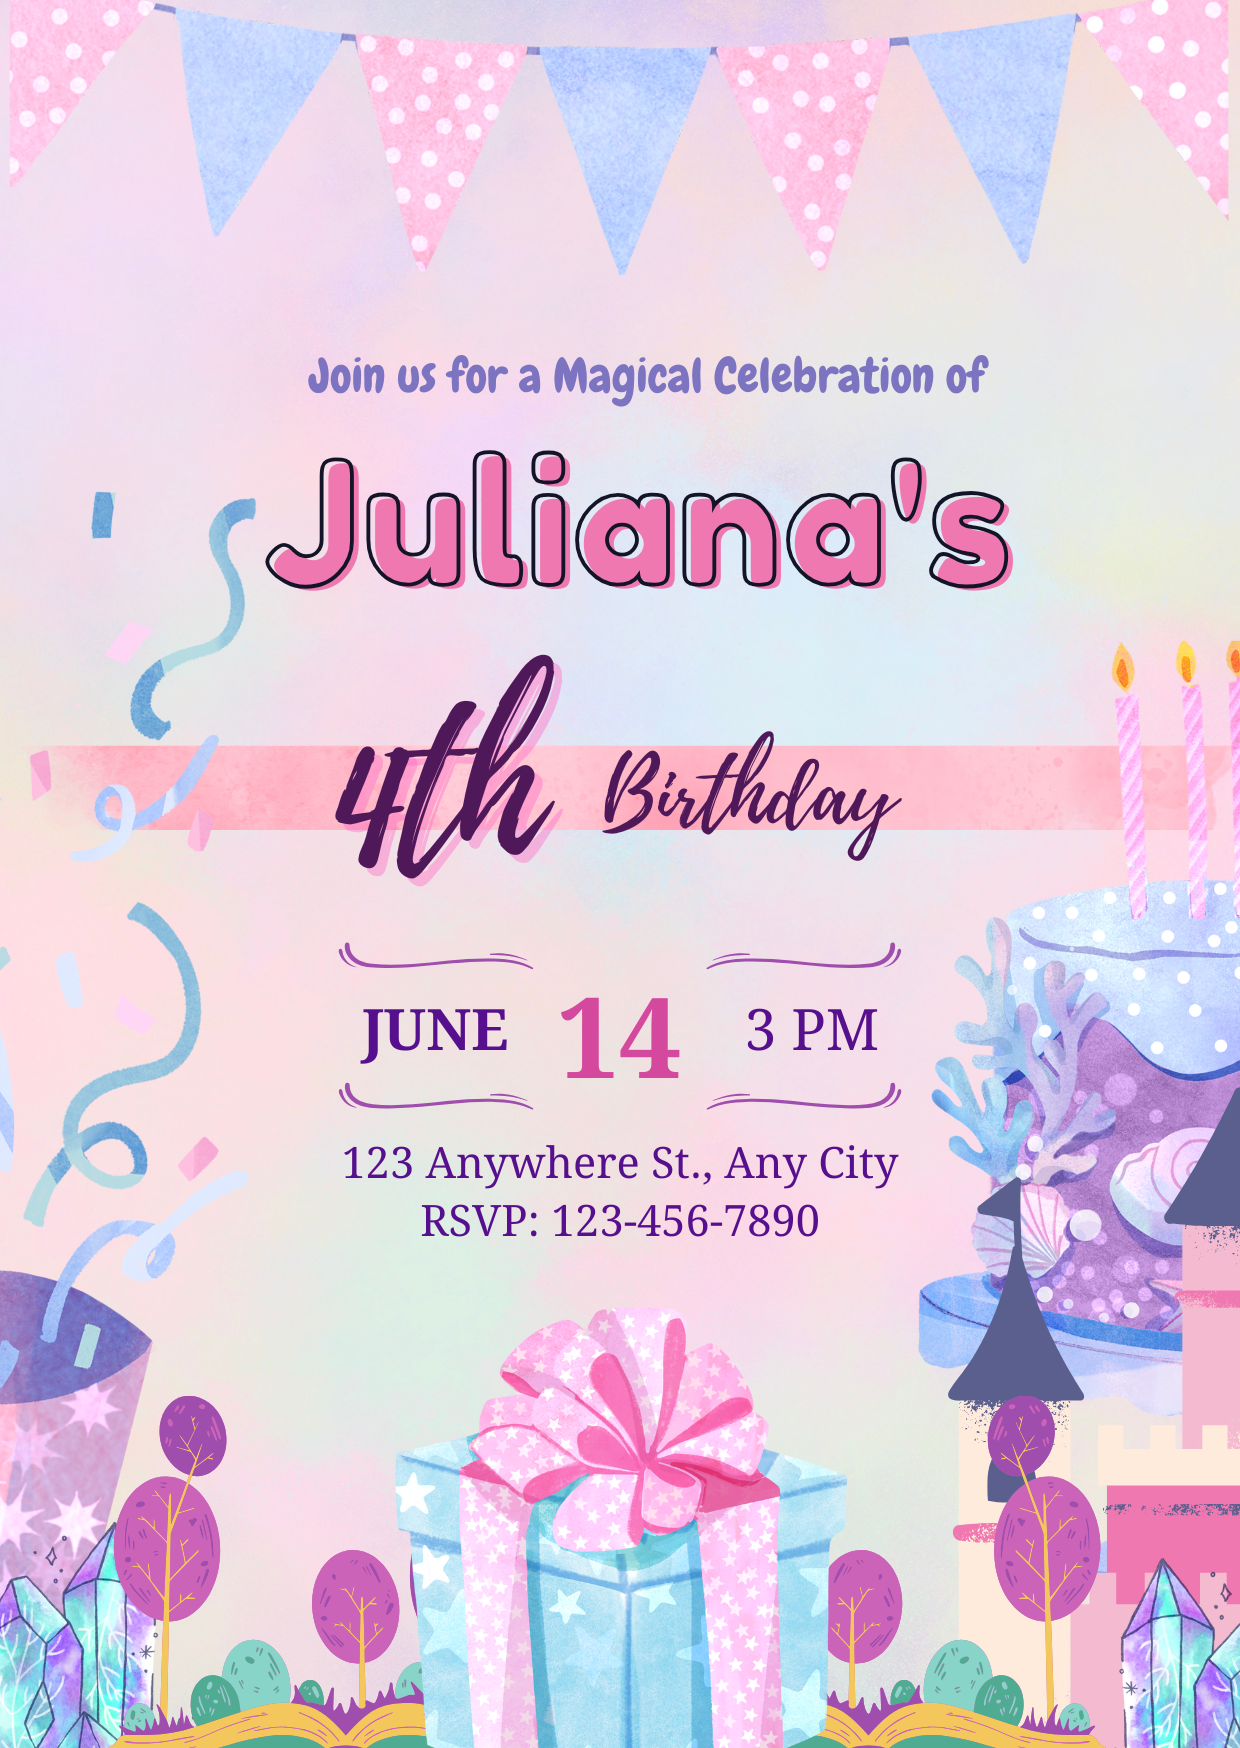 Join us for a Magical Celebration of
Juliana's
4th Birthday
JUNE 14 3 PM
123 Anywhere St., Any City
RSVP: 123-456-7890